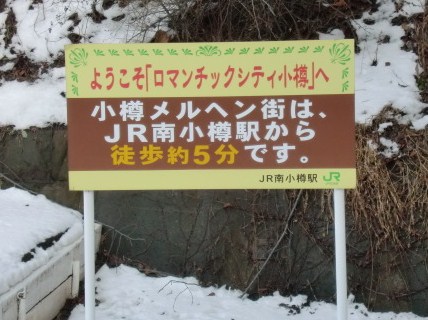 ようこそ「ロマンチックシティ小樽」へ
小樽メルヘン街は、
JR南小樽駅から
徒歩約5分です。
JR南小樽駅 JR